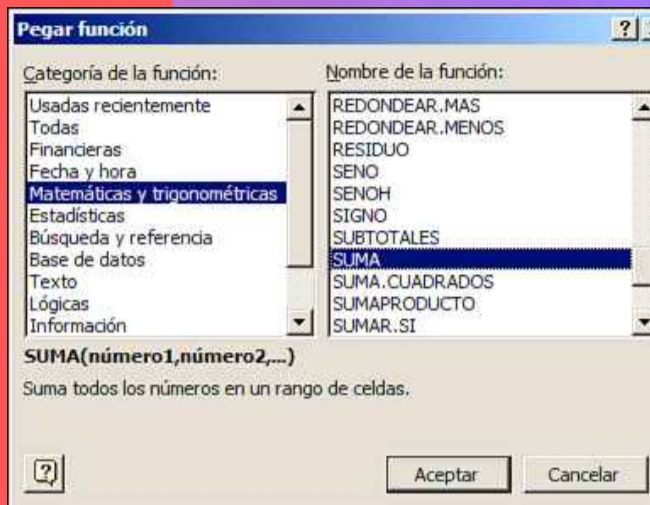 Pegar función
Categoría de la función:
Usadas recientemente
Todas
Financieras
Fecha y hora
Matemáticas y trigonométricas
Estadísticas
Búsqueda y referencia
Base de datos
Texto
Lógicas
Información
Nombre de la función:
REDONDEAR.MAS
REDONDEAR.MENOS
RESIDUO
SENO
SENOH
SIGNO
SUBTOTALES
SUMA
SUMA.CUADRADOS
SUMAPRODUCTO
SUMAR.SI
SUMA(número1,número2,...)
Suma todos los números en un rango de celdas.
Aceptar
Cancelar